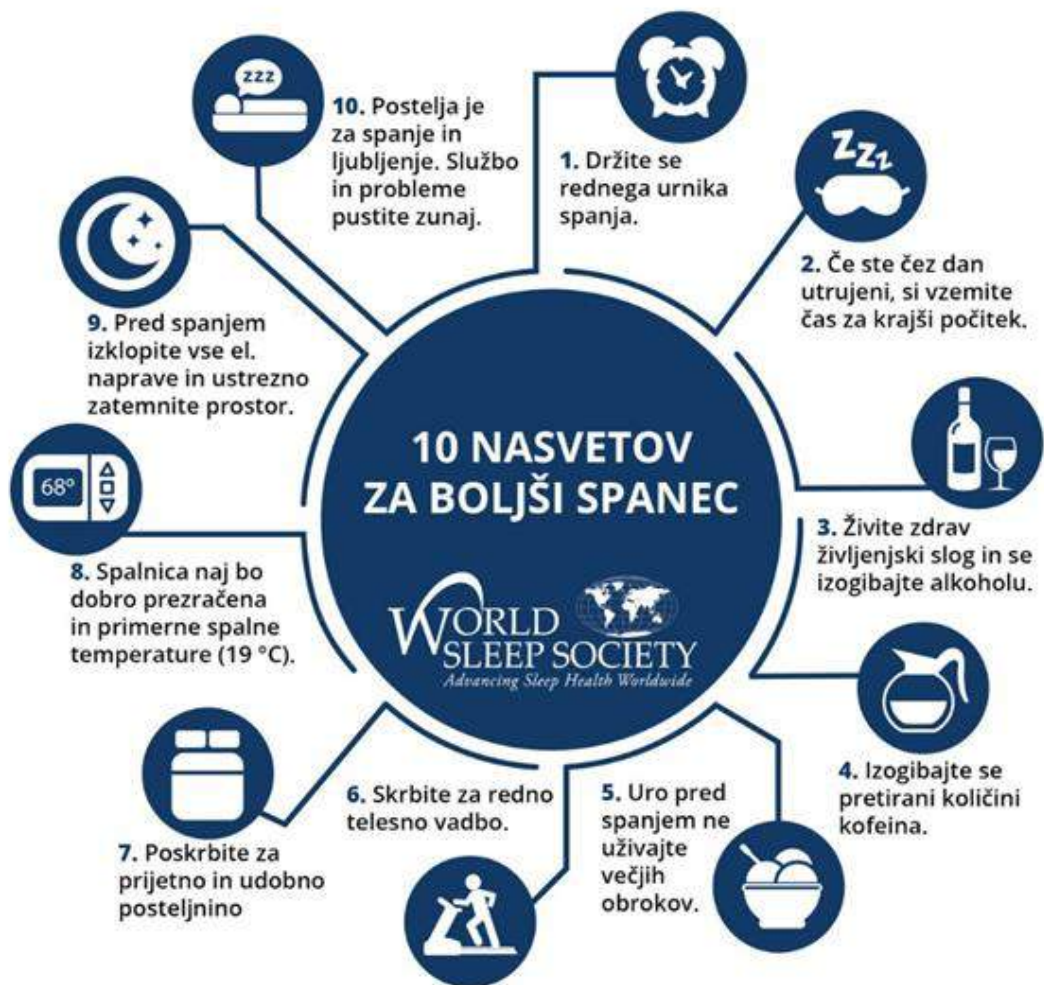 10 NASVETOV
ZA BOLJŠI SPANEC
WORLD
SLEEP SOCIETY
Advancing Sleep Health Worldwide
1. Držite se
rednega urnika
spanja.
zzz
2. Če ste čez dan
utrujeni, si vzemite
čas za krajši počitek.
3. Živite zdrav
življenjski slog in se
izogibajte alkoholu.
4. Izogibajte se
pretirani količini
kofeina.
5. Uro pred
spanjem ne
uživajte
večjih
obrokov.
6. Skrbite za redno
telesno vadbo.
7. Poskrbite za
prijetno in udobno
posteljnino
68°
8. Spalnica naj bo
dobro prezračena
in primerne spalne
temperature (19 °C).
9. Pred spanjem
izklopite vse el.
naprave in ustrezno
zatemnite prostor.
zzz
10. Postelja je
za spanje in
ljubljenje. Službo
in probleme
pustite zunaj.